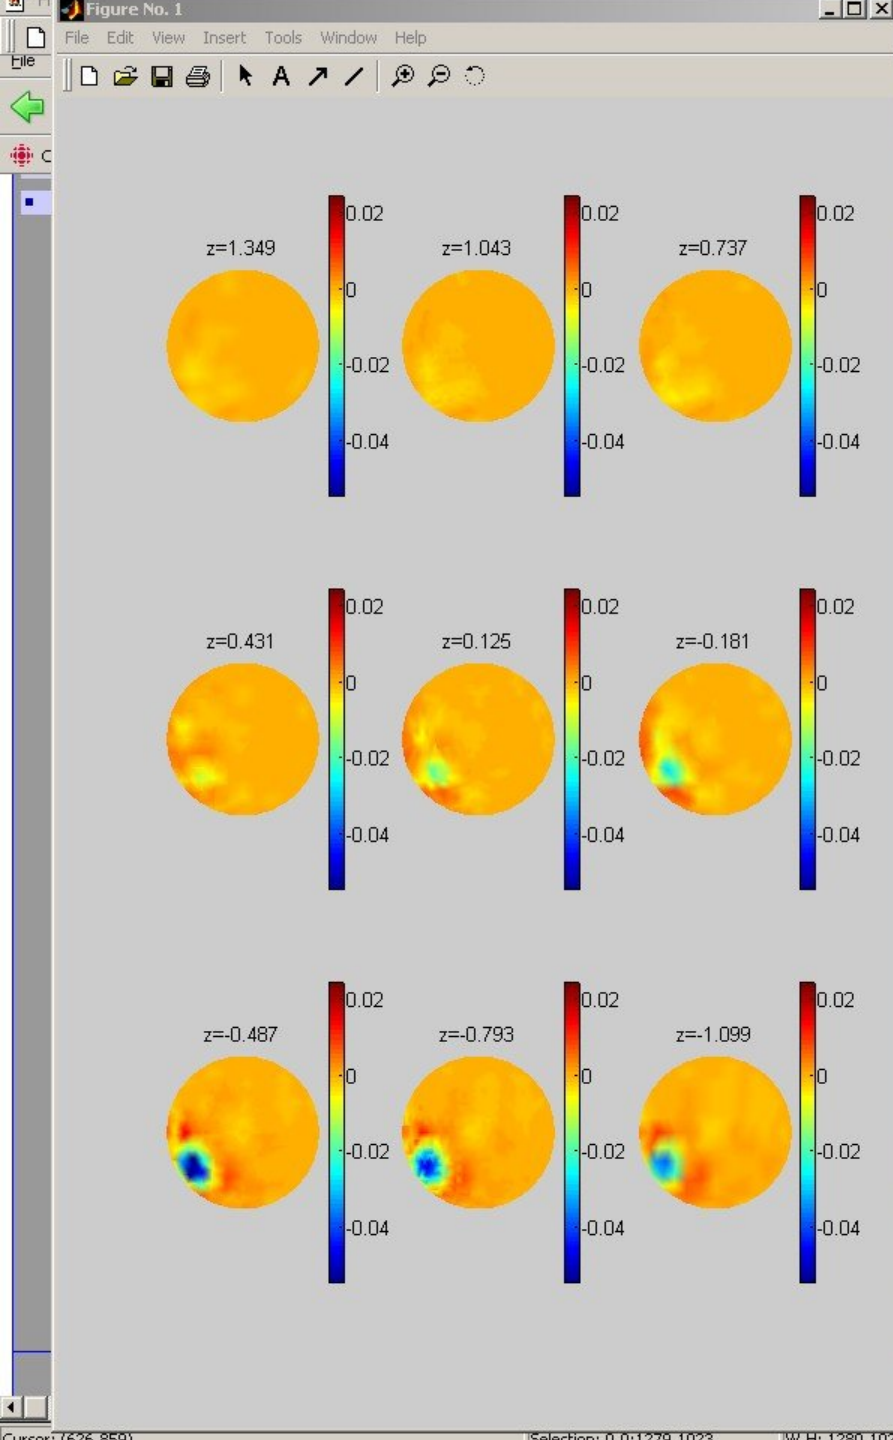 Figure No. 1
File Edit View Insert Tools Window Help
File
A
z=1.349 z=1.043 z=0.737
0.02 0.02 0.02
0 0 0
-0.02 -0.02 -0.02
-0.04 -0.04 -0.04
z=0.431 z=0.125 z=-0.181
0.02 0.02 0.02
0 0 0
-0.02 -0.02 -0.02
-0.04 -0.04 -0.04
z=-0.487 z=-0.793 z=-1.099
0.02 0.02 0.02
0 0 0
-0.02 -0.02 -0.02
-0.04 -0.04 -0.04
Cursor: (626,859) Selection: 0,0:1279,1023 W,H: 1280,102